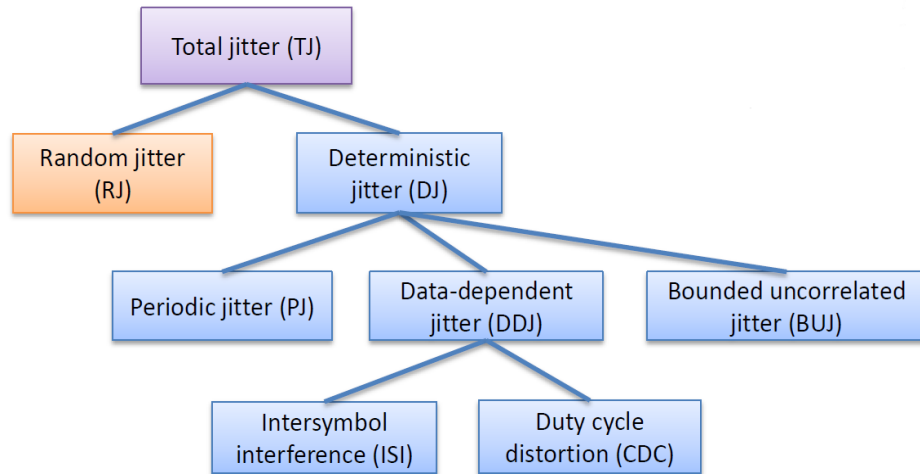 Total jitter (TJ)
Random jitter
(RJ)
Deterministic
jitter (DJ)
Periodic jitter (PJ)
Data-dependent
jitter (DDJ)
Bounded uncorrelated
jitter (BUJ)
Intersymbol
interference (ISI)
Duty cycle
distortion (CDC)